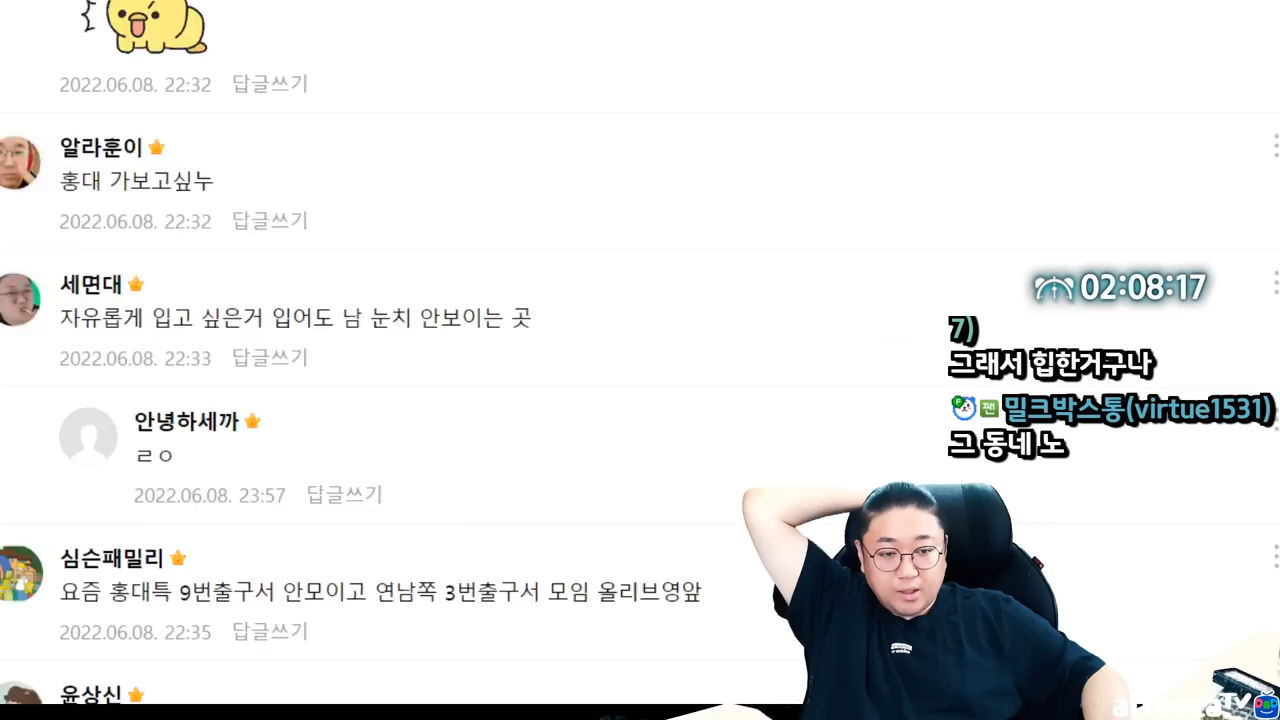 2022.06.08. 22:32 답글쓰기
알라훈이
홍대 가보고싶누
2022.06.08. 22:32 답글쓰기
세면대
자유롭게 입고 싶은거 입어도 남 눈치 안보이는 곳
2022.06.08. 22:33 답글쓰기
안녕하세까
ㄹㅇ
2022.06.08. 23:57 답글쓰기
심슨패밀리
요즘 홍대특 9번출구서 안모이고 연남쪽 3번출구서 모임 올리브영앞
2022.06.08. 22:35 답글쓰기
윤상신
02:08:17
7)
그래서 힙한거구나
팬 밀크박스통(virtue1531)
그 동네 노
TV